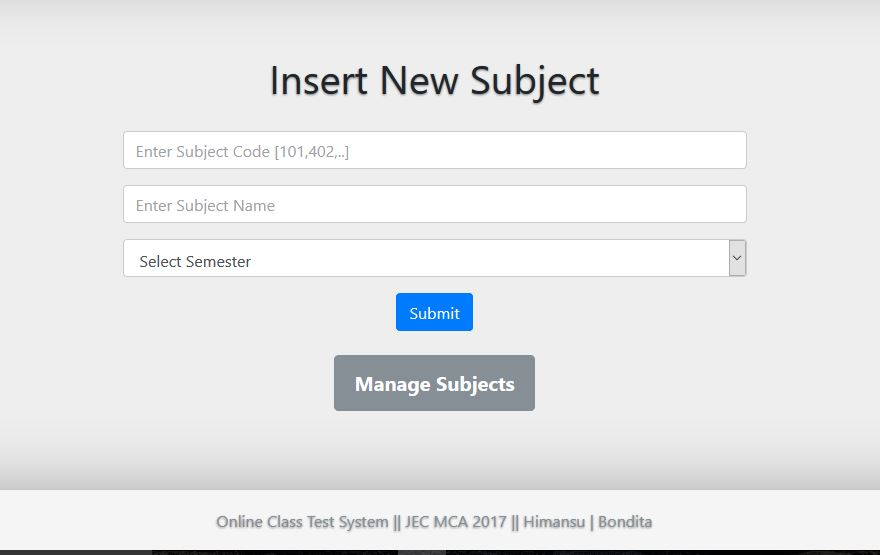 Insert New Subject
Enter Subject Code [101,402,..]
Enter Subject Name
Select Semester
Submit
Manage Subjects
Online Class Test System || JEC MCA 2017 || Himansu | Bondita